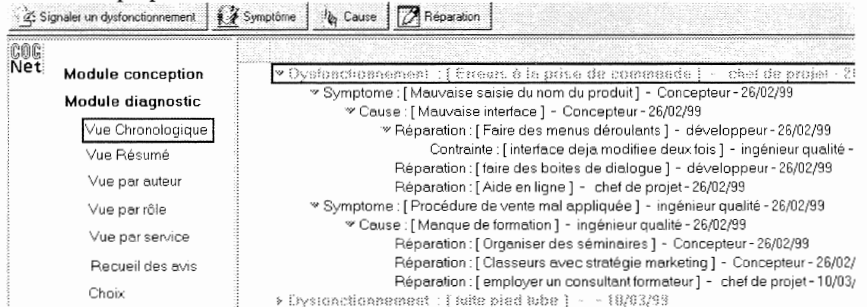 Signaler un dysfonctionnement Symptôme Cause Réparation
COG
Net
Module conception
Module diagnostic
Vue Chronologique
Vue Résumé
Vue par auteur
Vue par rôle
Vue par service
Recueil des avis
Choix
Dysfonctionnement : [ Erreurs à la prise de commande ] - chef de projet - 2
Symptome : [ Mauvaise saisie du nom du produit ] - Concepteur - 26/02/99
Cause : [ Mauvaise interface ] - Concepteur - 26/02/99
Réparation : [ Faire des menus déroulants ] - développeur - 26/02/99
Contrainte : [ interface deja modifiee deux fois ] - ingénieur qualité -
Réparation : [ faire des boites de dialogue ] - développeur - 26/02/99
Réparation : [ Aide en ligne ] - chef de projet - 26/02/99
Symptome : [ Procédure de vente mal appliquée ] - ingénieur qualité - 26/02/99
Cause : [ Manque de formation ] - ingénieur qualité - 26/02/99
Réparation : [ Organiser des séminaires ] - Concepteur - 26/02/99
Réparation : [ Classeurs avec stratégie marketing ] - Concepteur - 26/02/
Réparation : [ employer un consultant formateur ] - chef de projet - 10/03/
Dysfonctionnement : [ fuite pied tube ] - - 10/03/99